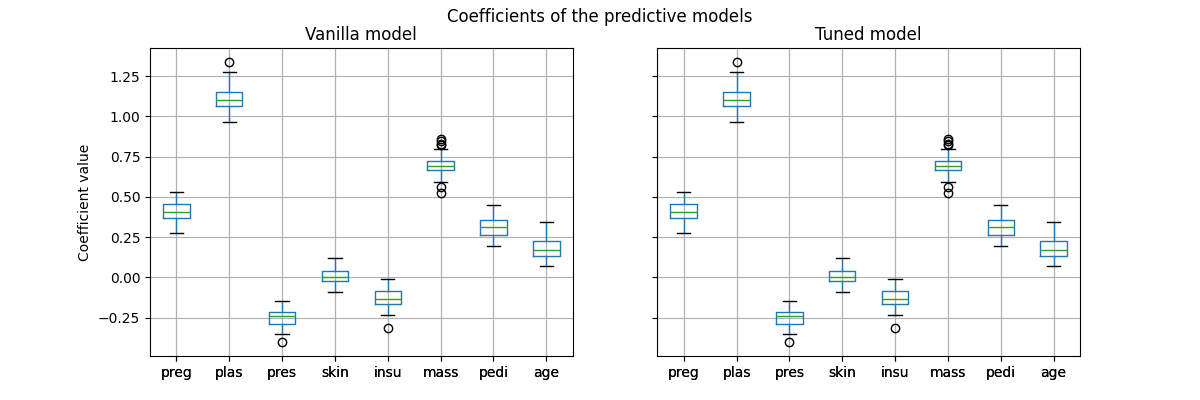 Coefficients of the predictive models
Vanilla model
Tuned model
Coefficient value
1.25
1.00
0.75
0.50
0.25
0.00
−0.25
preg plas pres skin insu mass pedi age
preg plas pres skin insu mass pedi age